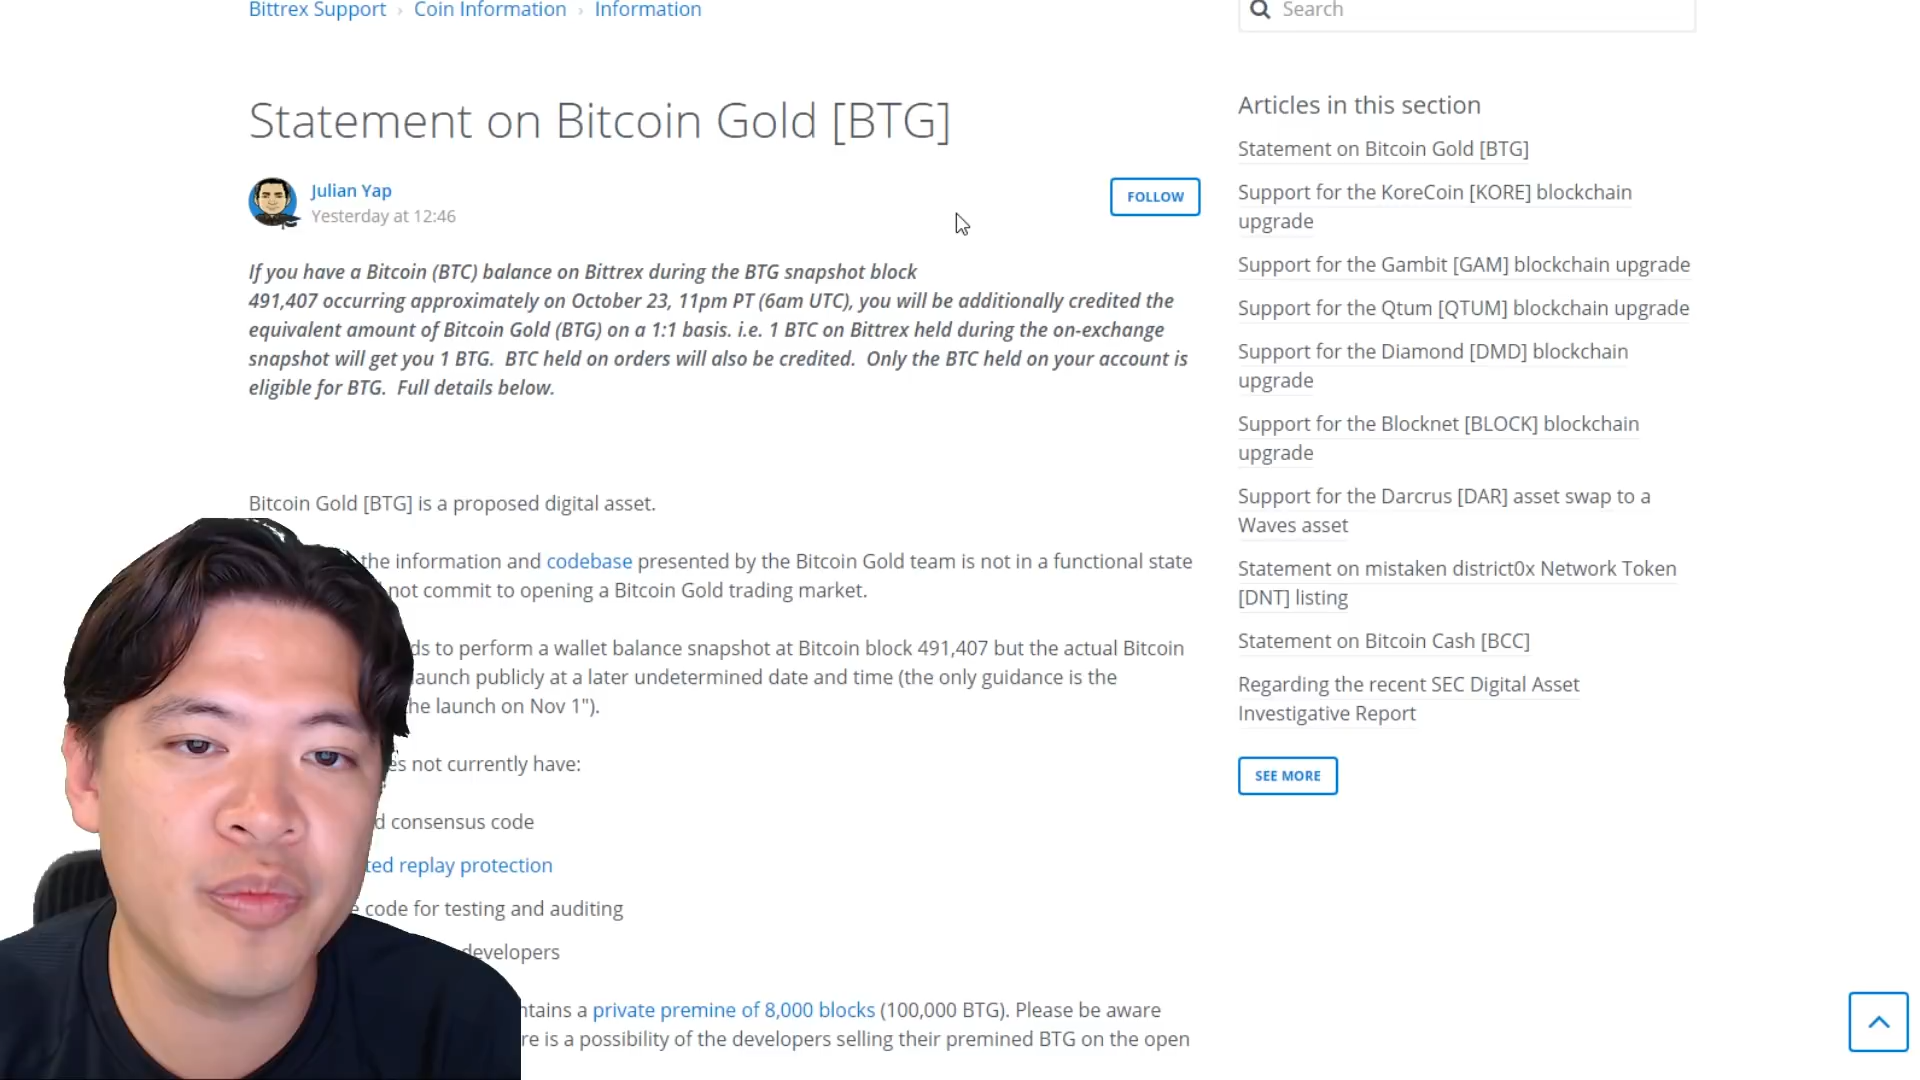 Bittrex Support › Coin Information › Information
Search
Statement on Bitcoin Gold [BTG]
Julian Yap
Yesterday at 12:46
FOLLOW
If you have a Bitcoin (BTC) balance on Bittrex during the BTG snapshot block
491,407 occurring approximately on October 23, 11pm PT (6am UTC), you will be additionally credited the
equivalent amount of Bitcoin Gold (BTG) on a 1:1 basis. i.e. 1 BTC on Bittrex held during the on-exchange
snapshot will get you 1 BTG.  BTC held on orders will also be credited.  Only the BTC held on your account is
eligible for BTG.  Full details below.
Bitcoin Gold [BTG] is a proposed digital asset.
the information and codebase presented by the Bitcoin Gold team is not in a functional state
not commit to opening a Bitcoin Gold trading market.
to perform a wallet balance snapshot at Bitcoin block 491,407 but the actual Bitcoin
launch publicly at a later undetermined date and time (the only guidance is the
the launch on Nov 1").
not currently have:
consensus code
replay protection
code for testing and auditing
developers
a private premine of 8,000 blocks (100,000 BTG). Please be aware
is a possibility of the developers selling their premined BTG on the open
Articles in this section
Statement on Bitcoin Gold [BTG]
Support for the KoreCoin [KORE] blockchain
upgrade
Support for the Gambit [GAM] blockchain upgrade
Support for the Qtum [QTUM] blockchain upgrade
Support for the Diamond [DMD] blockchain
upgrade
Support for the Blocknet [BLOCK] blockchain
upgrade
Support for the Darcrus [DAR] asset swap to a
Waves asset
Statement on mistaken district0x Network Token
[DNT] listing
Statement on Bitcoin Cash [BCC]
Regarding the recent SEC Digital Asset
Investigative Report
SEE MORE